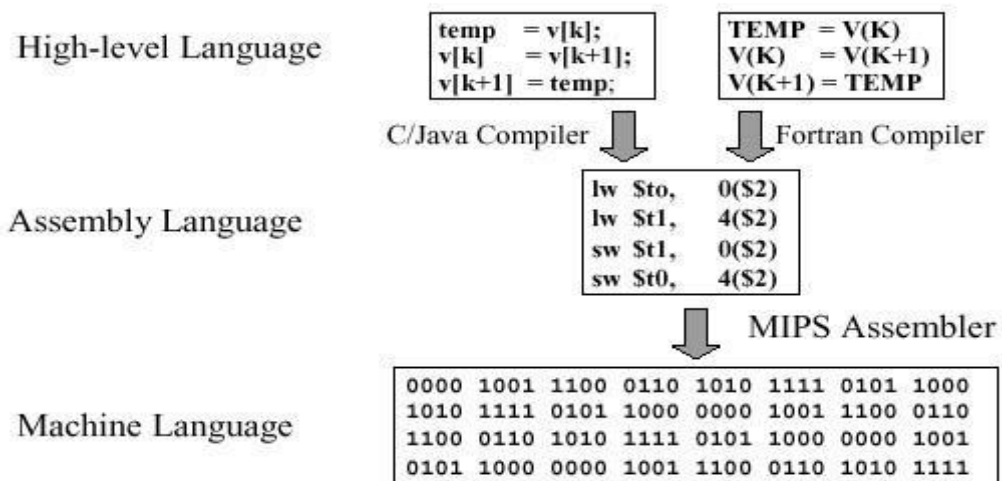 High-level Language
temp = v[k];
v[k] = v[k+1];
v[k+1] = temp;
TEMP = V(K)
V(K) = V(K+1)
V(K+1) = TEMP
C/Java Compiler
Fortran Compiler
Assembly Language
lw $to, 0($2)
lw $t1, 4($2)
sw $t1, 0($2)
sw $t0, 4($2)
MIPS Assembler
Machine Language
0000 1001 1100 0110 1010 1111 0101 1000
1010 1111 0101 1000 0000 1001 1100 0110
1100 0110 1010 1111 0101 1000 0000 1001
0101 1000 0000 1001 1100 0110 1010 1111